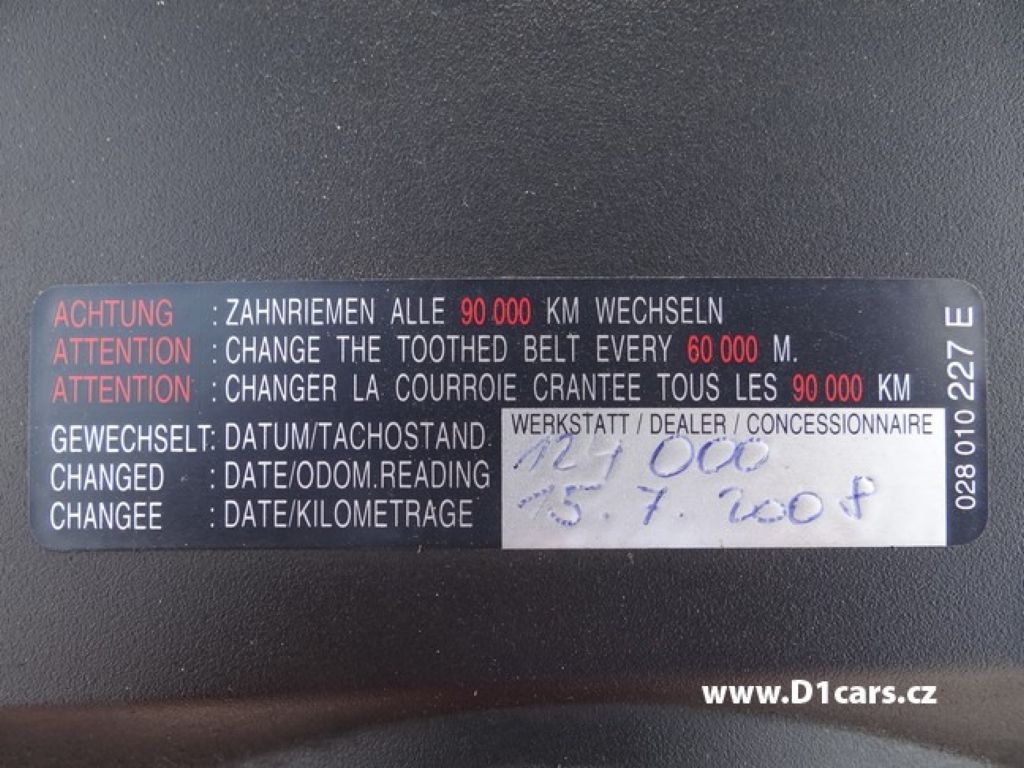 ACHTUNG : ZAHNRIEMEN ALLE 90 000 KM WECHSELN
ATTENTION : CHANGE THE TOOTHED BELT EVERY 60 000 M.
ATTENTION : CHANGER LA COURROIE CRANTEE TOUS LES 90 000 KM
WERKSTATT / DEALER / CONCESSIONNAIRE
GEWECHSELT: DATUM/TACHOSTAND 124 000
CHANGED : DATE/ODOM.READING 15.7.2008
CHANGEE : DATE/KILOMETRAGE
028 010 227 E
www.D1cars.cz